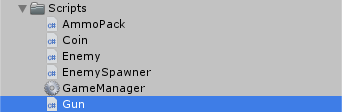 Scripts
AmmoPack
Coin
Enemy
EnemySpawner
GameManager
Gun